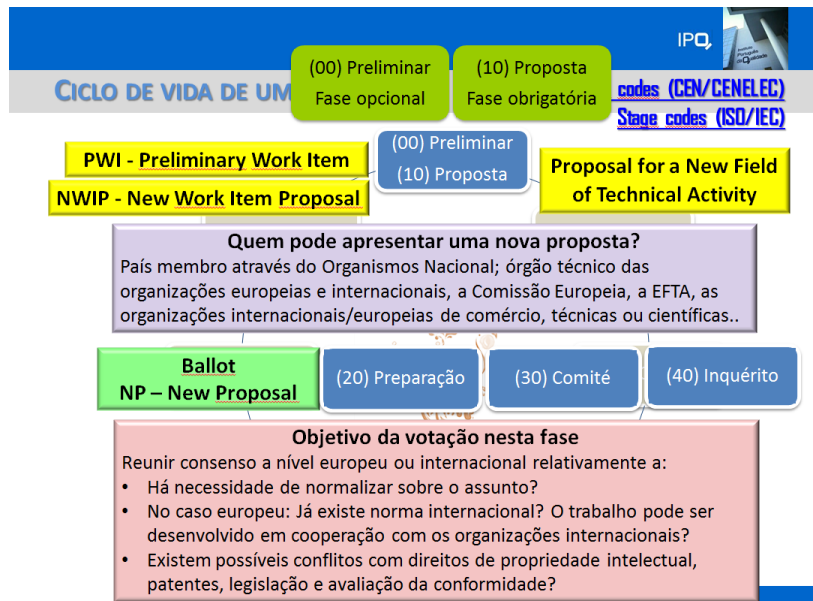 IPQ
Instituto
Português
da Qualidade
(00) Preliminar
Fase opcional
(10) Proposta
Fase obrigatória
CICLO DE VIDA DE UM
codes (CEN/CENELEC)
Stage codes (ISO/IEC)
(00) Preliminar
(10) Proposta
PWI - Preliminary Work Item
NWIP - New Work Item Proposal
Proposal for a New Field
of Technical Activity
Quem pode apresentar uma nova proposta?
País membro através do Organismos Nacional; órgão técnico das
organizações europeias e internacionais, a Comissão Europeia, a EFTA, as
organizações internacionais/europeias de comércio, técnicas ou científicas..
Ballot
NP – New Proposal
(20) Preparação
(30) Comité
(40) Inquérito
Objetivo da votação nesta fase
Reunir consenso a nível europeu ou internacional relativamente a:
• Há necessidade de normalizar sobre o assunto?
• No caso europeu: Já existe norma internacional? O trabalho pode ser
desenvolvido em cooperação com os organizações internacionais?
• Existem possíveis conflitos com direitos de propriedade intelectual,
patentes, legislação e avaliação da conformidade?